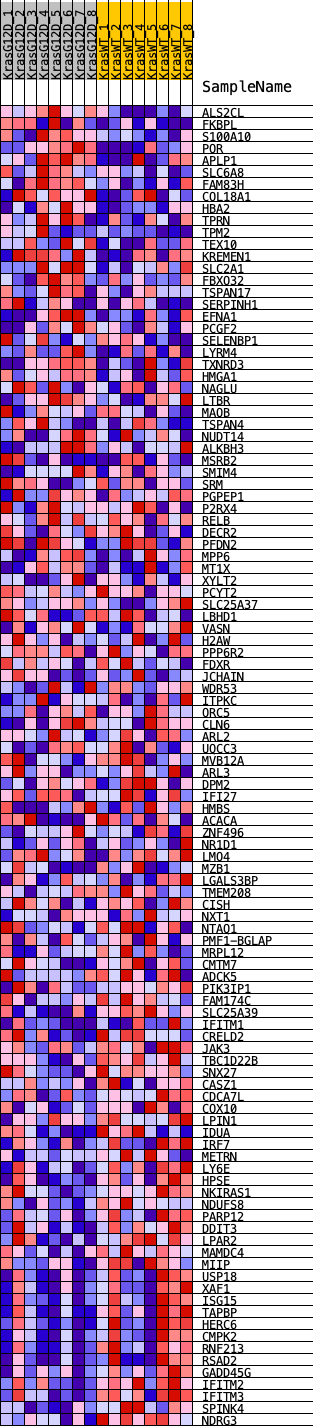 KrasG12D_1
KrasG12D_2
KrasG12D_3
KrasG12D_4
KrasG12D_5
KrasG12D_6
KrasG12D_7
KrasG12D_8
KrasWT_1
KrasWT_2
KrasWT_3
KrasWT_4
KrasWT_5
KrasWT_6
KrasWT_7
KrasWT_8
SampleName
ALS2CL
FKBPL
S100A10
POR
APLP1
SLC6A8
FAM83H
COL18A1
HBA2
TPRN
TPM2
TEX10
KREMEN1
SLC2A1
FBXO32
TSPAN17
SERPINH1
EFNA1
PCGF2
SELENBP1
LYRM4
TXNRD3
HMGA1
NAGLU
LTBR
MAOB
TSPAN4
NUDT14
ALKBH3
MSRB2
SMIM4
SRM
PGPEP1
P2RX4
RELB
DECR2
PFDN2
MPP6
MT1X
XYLT2
PCYT2
SLC25A37
LBHD1
VASN
H2AW
PPP6R2
FDXR
JCHAIN
WDR53
ITPKC
ORC5
CLN6
ARL2
UQCC3
MVB12A
ARL3
DPM2
IFI27
HMBS
ACACA
ZNF496
NR1D1
LMO4
MZB1
LGALS3BP
TMEM208
CISH
NXT1
NTAQ1
PMF1-BGLAP
MRPL12
CMTM7
ADCK5
PIK3IP1
FAM174C
SLC25A39
IFITM1
CRELD2
JAK3
TBC1D22B
SNX27
CASZ1
CDCA7L
COX10
LPIN1
IDUA
IRF7
METRN
LY6E
HPSE
NKIRAS1
NDUFS8
PARP12
DDIT3
LPAR2
MAMDC4
MIIP
USP18
XAF1
ISG15
TAPBP
HERC6
CMPK2
RNF213
RSAD2
GADD45G
IFITM2
IFITM3
SPINK4
NDRG3